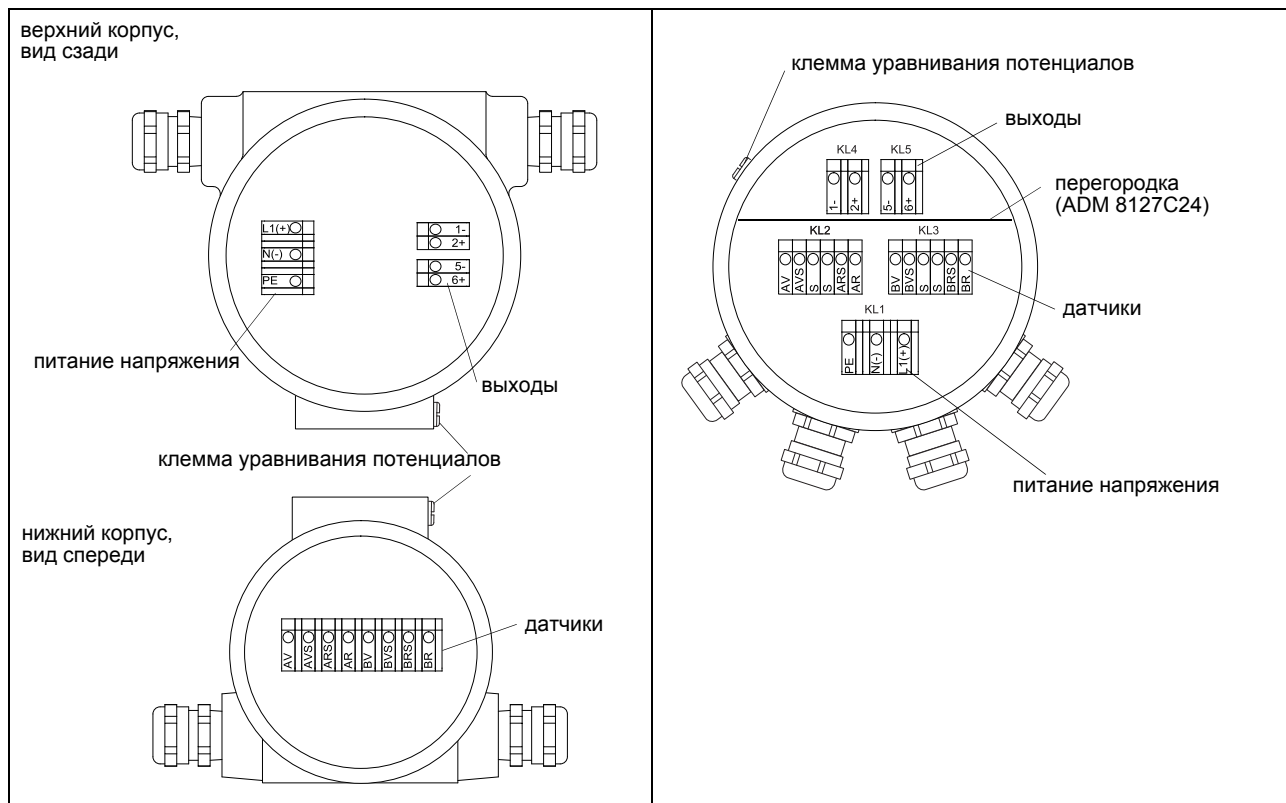 верхний корпус,
вид сзади
L1(+)
N(-)
PE
1-
2+
5-
6+
питание напряжения
выходы
клемма уравнивания потенциалов
нижний корпус,
вид спереди
датчики
AV
AVS
ARS
AR
BV
BVS
BRS
BR
клемма уравнивания потенциалов
выходы
KL4
KL5
1-
2+
5-
6+
перегородка
(ADM 8127C24)
KL2
KL3
AV
AVS
S
S
ARS
AR
BV
BVS
S
S
BRS
BR
датчики
KL1
PE
N(-)
L1(+)
питание напряжения